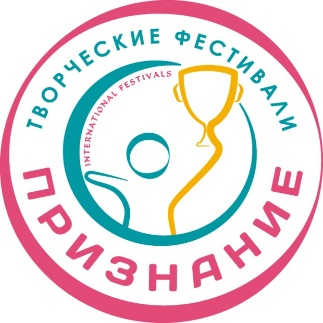 ТВОРЧЕСКИЕ ФЕСТИВАЛИ
INTERNATIONAL FESTIVALS
ПРИЗНАНИЕ